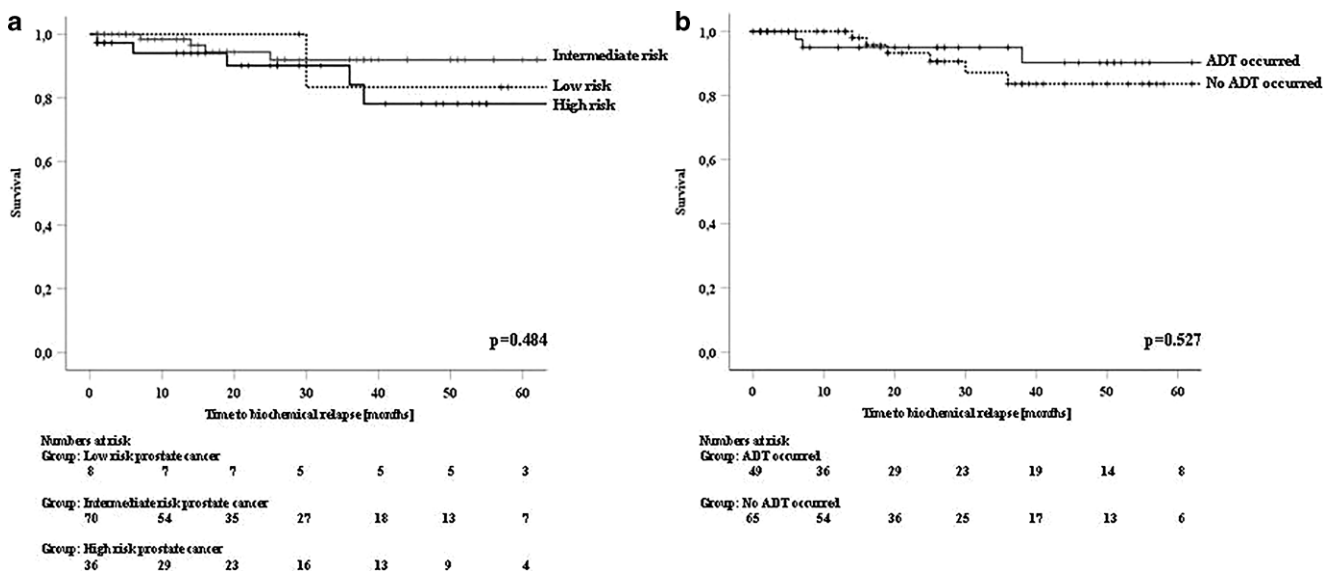 a
1,0
0,8
0,6
0,4
0,2
0,0
Survival
Intermediate risk
Low risk
High risk
p=0.484
0 10 20 30 40 50 60
Time to biochemical relapse [months]
Numbers at risk
Group: Low risk prostate cancer
8 7 7 5 5 5 3
Group: Intermediate risk prostate cancer
70 54 35 27 18 13 7
Group: High risk prostate cancer
36 29 23 16 13 9 4
b
1,0
0,8
0,6
0,4
0,2
0,0
Survival
ADT occurred
No ADT occurred
p=0.527
0 10 20 30 40 50 60
Time to biochemical relapse [months]
Numbers at risk
Group: ADT occurred
49 36 29 23 19 14 8
Group: No ADT occurred
65 54 36 25 17 13 6